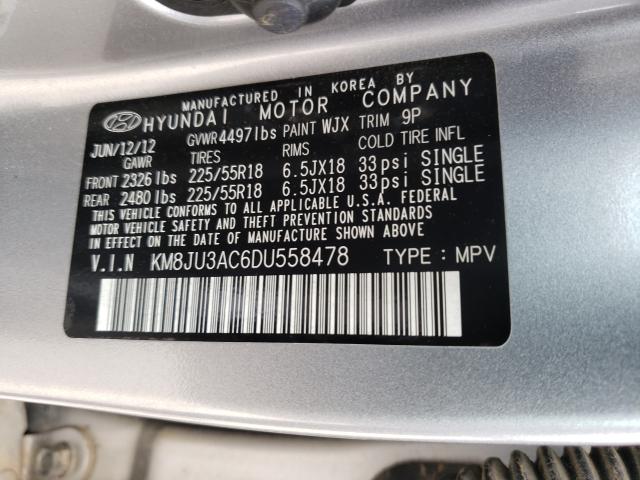 MANUFACTURED IN KOREA BY
HYUNDAI MOTOR COMPANY
JUN/12/12 GVWR 4497lbs PAINT WJX TRIM 9P
GAWR TIRES RIMS COLD TIRE INFL
FRONT 2326 lbs 225/55R18 6.5JX18 33psi SINGLE
REAR 2480 lbs 225/55R18 6.5JX18 33psi SINGLE
THIS VEHICLE CONFORMS TO ALL APPLICABLE U.S.A. FEDERAL
MOTOR VEHICLE SAFETY AND THEFT PREVENTION STANDARDS
IN EFFECT ON THE DATE OF MANUFACTURE SHOWN ABOVE.
V.I.N KM8JU3AC6DU558478 TYPE : MPV